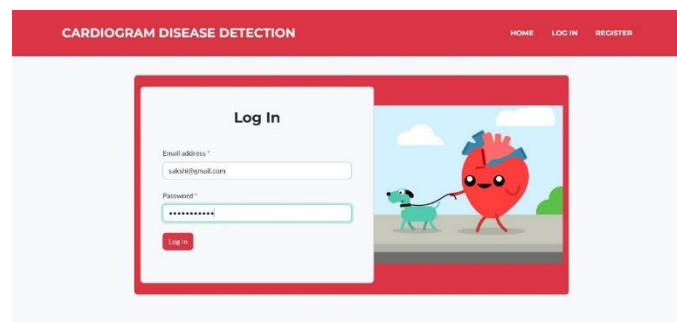 CARDIOGRAM DISEASE DETECTION
HOME LOG IN REGISTER
Log In
Email address *
sakshi@gmail.com
Password *
•••••••••••
Log In